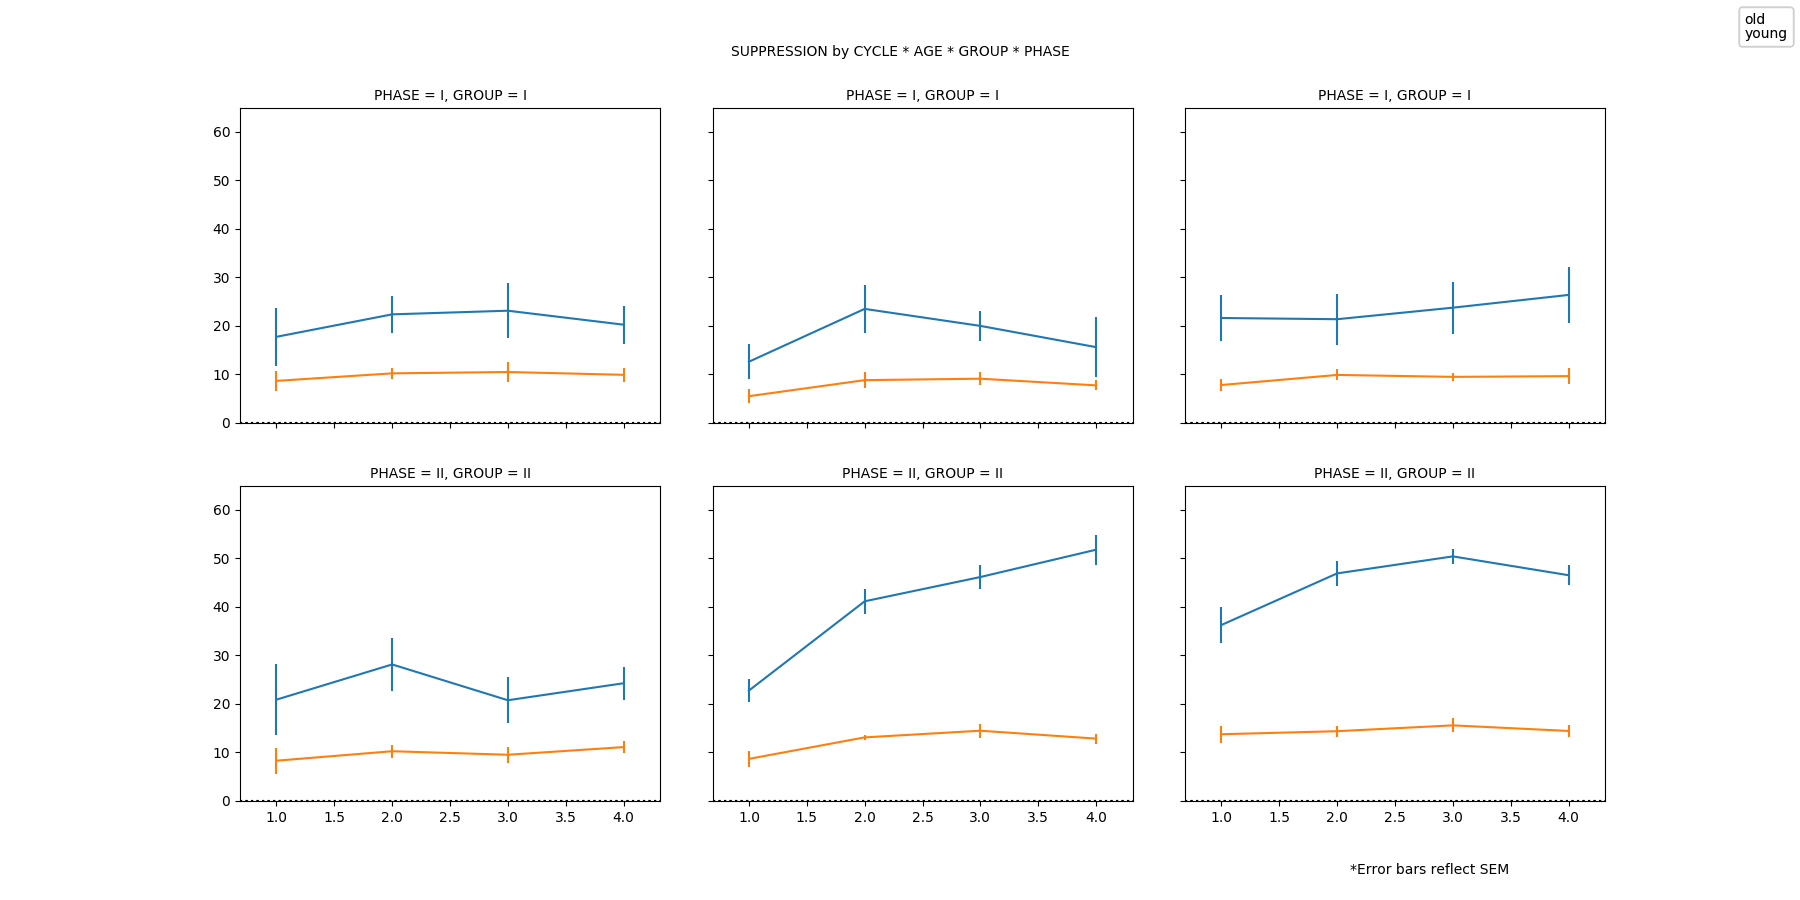 old
young
SUPPRESSION by CYCLE * AGE * GROUP * PHASE
PHASE = I, GROUP = I
PHASE = I, GROUP = I
PHASE = I, GROUP = I
60
50
40
30
20
10
0
PHASE = II, GROUP = II
PHASE = II, GROUP = II
PHASE = II, GROUP = II
60
50
40
30
20
10
0
1.0 1.5 2.0 2.5 3.0 3.5 4.0
1.0 1.5 2.0 2.5 3.0 3.5 4.0
1.0 1.5 2.0 2.5 3.0 3.5 4.0
*Error bars reflect SEM